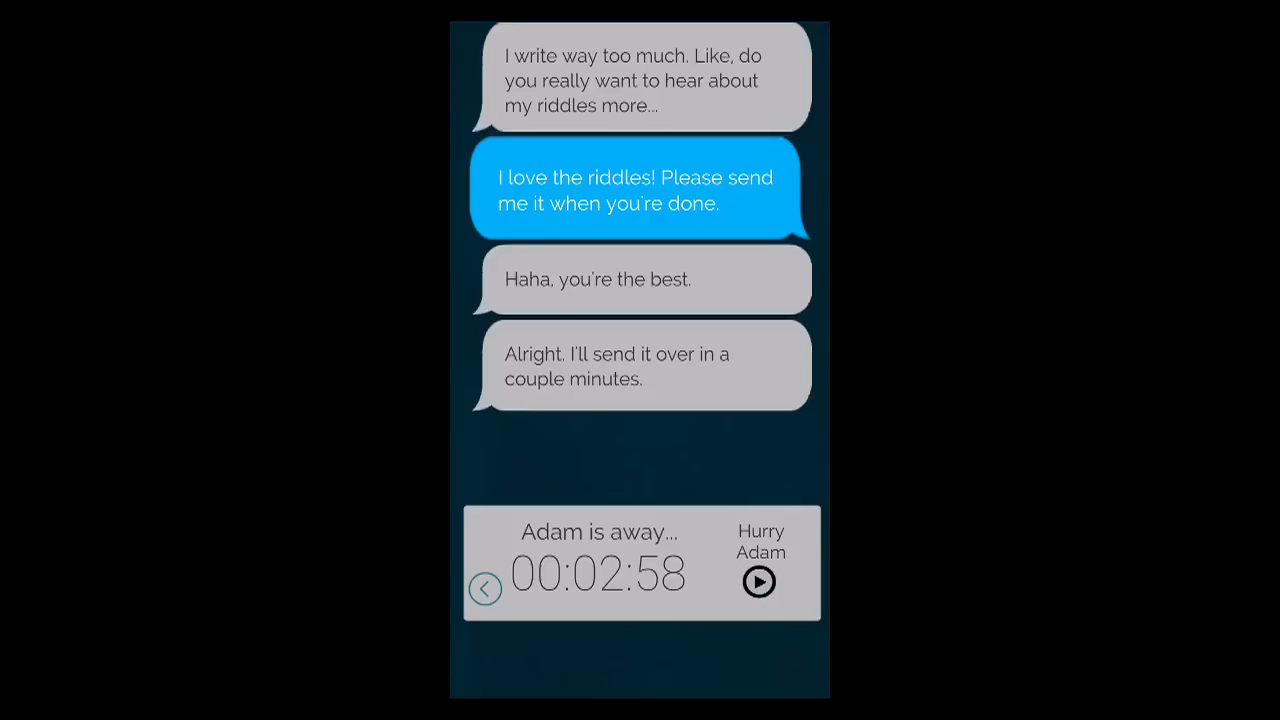 I write way too much. Like, do
you really want to hear about
my riddles more...
I love the riddles! Please send
me it when you're done.
Haha, you're the best.
Alright. I'll send it over in a
couple minutes.
Adam is away...
00:02:58
Hurry
Adam